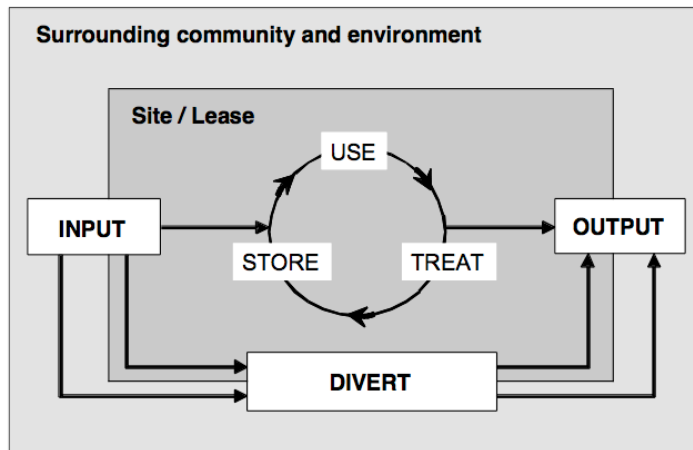 Surrounding community and environment
Site / Lease
USE
INPUT
OUTPUT
STORE
TREAT
DIVERT